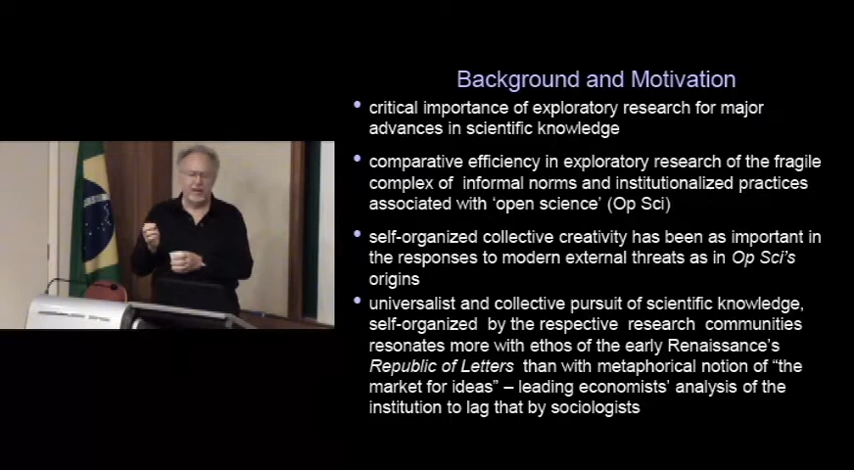 Background and Motivation
• critical importance of exploratory research for major
advances in scientific knowledge
• comparative efficiency in exploratory research of the fragile
complex of informal norms and institutionalized practices
associated with ‘open science’ (Op Sci)
• self-organized collective creativity has been as important in
the responses to modern external threats as in Op Sci’s
origins
• universalist and collective pursuit of scientific knowledge,
self-organized by the respective research communities
resonates more with ethos of the early Renaissance’s
Republic of Letters than with metaphorical notion of “the
market for ideas” – leading economists’ analysis of the
institution to lag that by sociologists